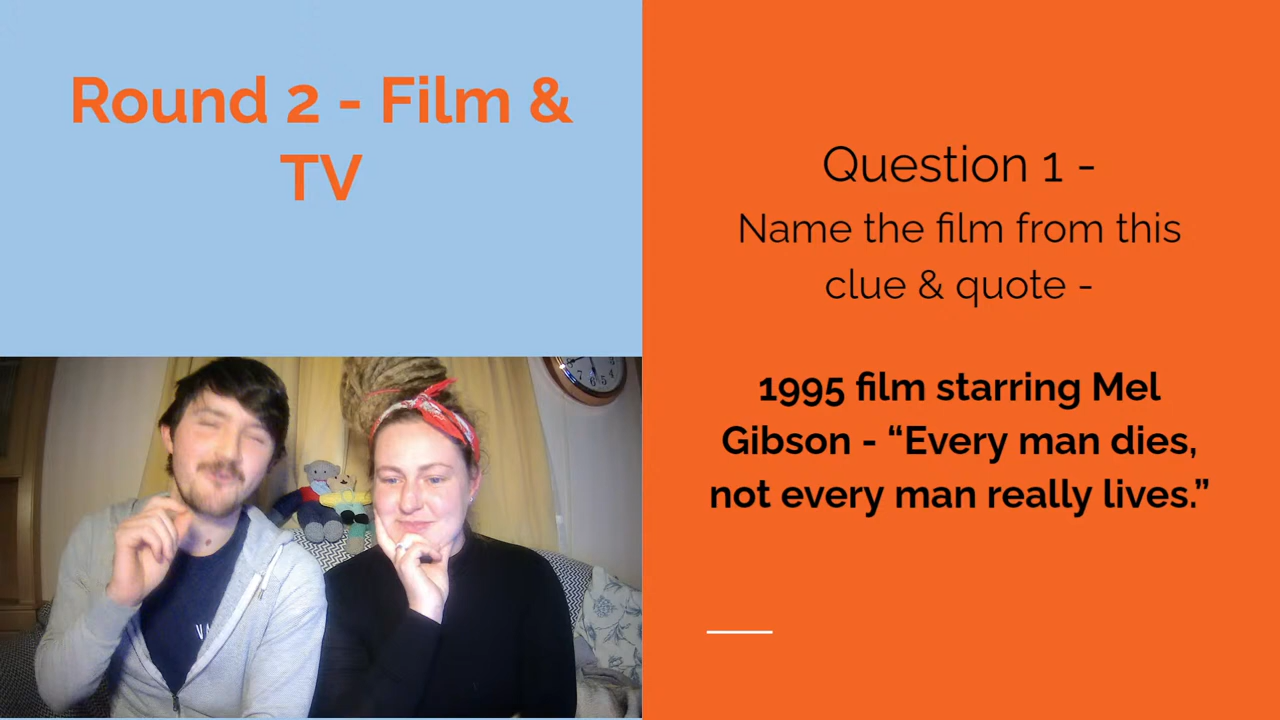 Round 2 - Film &
TV
Question 1 -
Name the film from this
clue & quote -
1995 film starring Mel
Gibson - “Every man dies,
not every man really lives.”